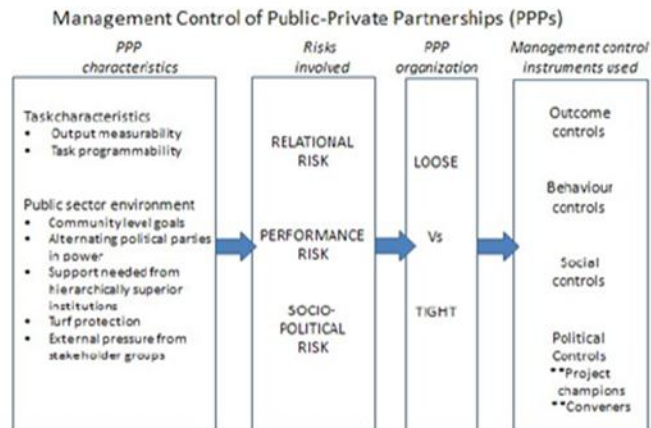 Management Control of Public-Private Partnerships (PPPs)
PPP
characteristics
Risks
involved
PPP
organization
Management control
instruments used
Taskcharacteristics
• Output measurability
• Task programmability
Public sector environment
• Community level goals
• Alternating political parties
in power
• Support needed from
hierarchically superior
institutions
• Turf protection
• External pressure from
stakeholder groups
RELATIONAL
RISK
PERFORMANCE
RISK
SOCIO-
POLITICAL
RISK
LOOSE
Vs
TIGHT
Outcome
controls
Behaviour
controls
Social
controls
Political
Controls
**Project
champions
**Conveners